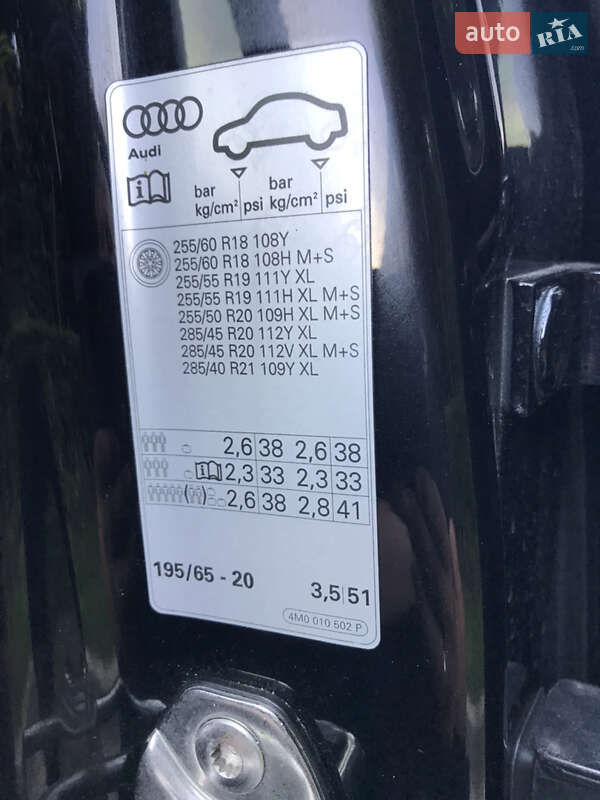 auto RIA.com
Audi
bar bar
kg/cm² psi kg/cm² psi
255/60 R18 108Y
255/60 R18 108H M+S
255/55 R19 111Y XL
255/55 R19 111H XL M+S
255/50 R20 109H XL M+S
285/45 R20 112Y XL
285/45 R20 112V XL M+S
285/40 R21 109Y XL
2,6 38 2,6 38
i 2,3 33 2,3 33
2,6 38 2,8 41
195/65 - 20 3,5 51
4M0 010 502 P